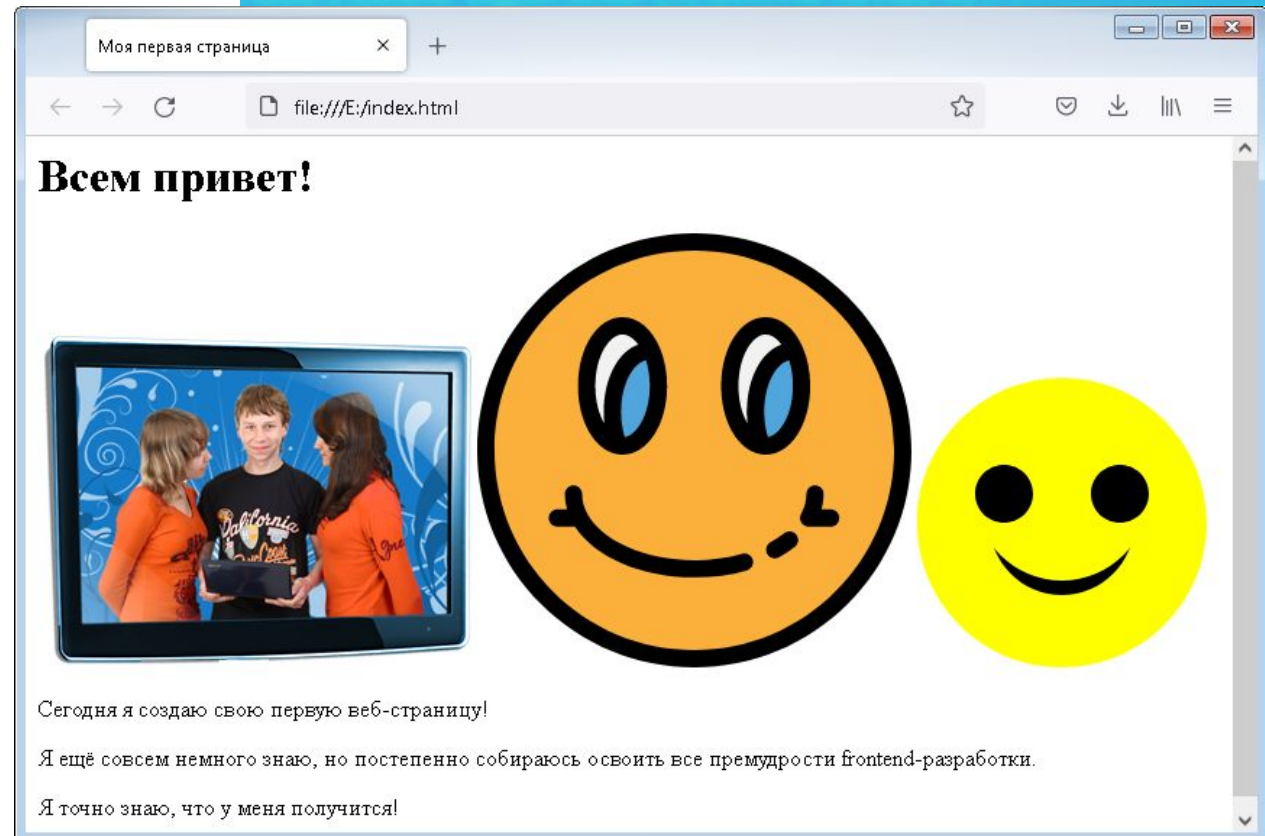 Моя первая страница
file:///E:/index.html
Всем привет!
California
Сегодня я создаю свою первую веб-страницу!
Я ещё совсем немного знаю, но постепенно собираюсь освоить все премудрости frontend-разработки.
Я точно знаю, что у меня получится!